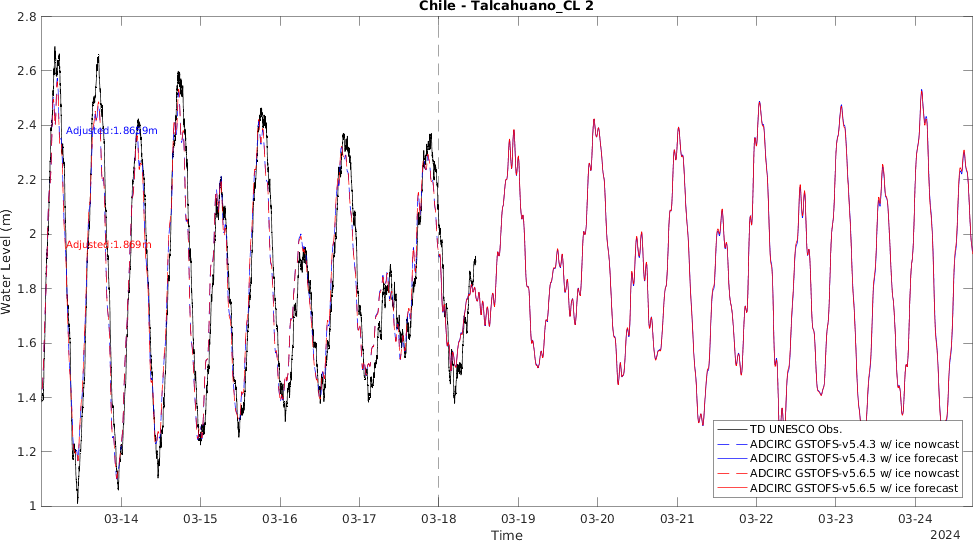 Chile - Talcahuano_CL 2
2.8
2.6
2.4
2.2
2
1.8
1.6
1.4
1.2
1
Water Level (m)
Adjusted:1.8699m
Adjusted:1.869m
TD UNESCO Obs.
ADCIRC GSTOFS-v5.4.3 w/ ice nowcast
ADCIRC GSTOFS-v5.4.3 w/ ice forecast
ADCIRC GSTOFS-v5.6.5 w/ ice nowcast
ADCIRC GSTOFS-v5.6.5 w/ ice forecast
03-14 03-15 03-16 03-17 03-18 03-19 03-20 03-21 03-22 03-23 03-24
Time
2024